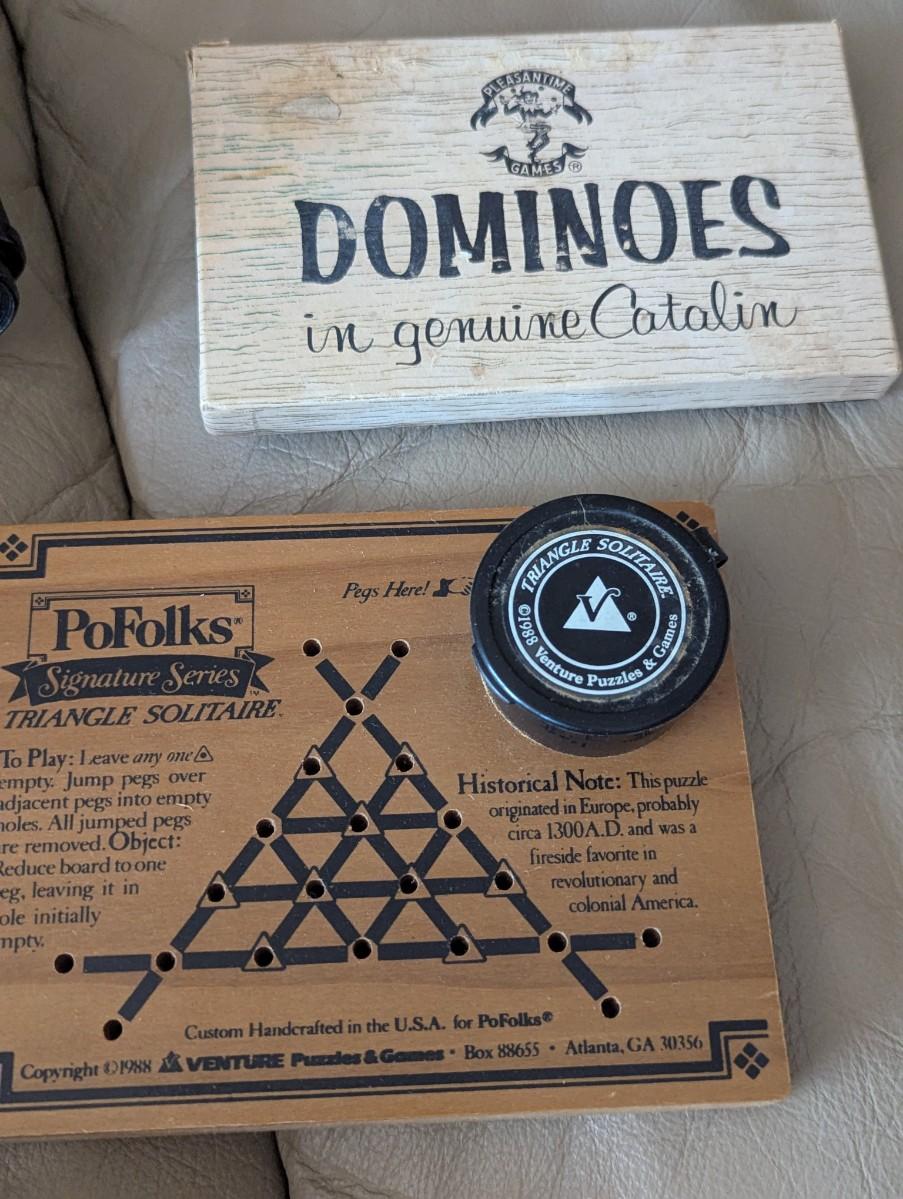 PLEASANTIME
GAMES ®
DOMINOES
in genuine Catalin
Pegs Here!
TRIANGLE SOLITAIRE™
®
©1988 Venture Puzzles & Games
PoFolks®
Signature Series™
TRIANGLE SOLITAIRE™
To Play: Leave any one
empty. Jump pegs over
adjacent pegs into empty
holes. All jumped pegs
are removed. Object:
Reduce board to one
peg, leaving it in
hole initially
empty.
Historical Note: This puzzle
originated in Europe, probably
circa 1300 A.D. and was a
fireside favorite in
revolutionary and
colonial America.
Custom Handcrafted in the U.S.A. for PoFolks®
Copyright ©1988 VENTURE Puzzles & Games • Box 88655 • Atlanta, GA 30356